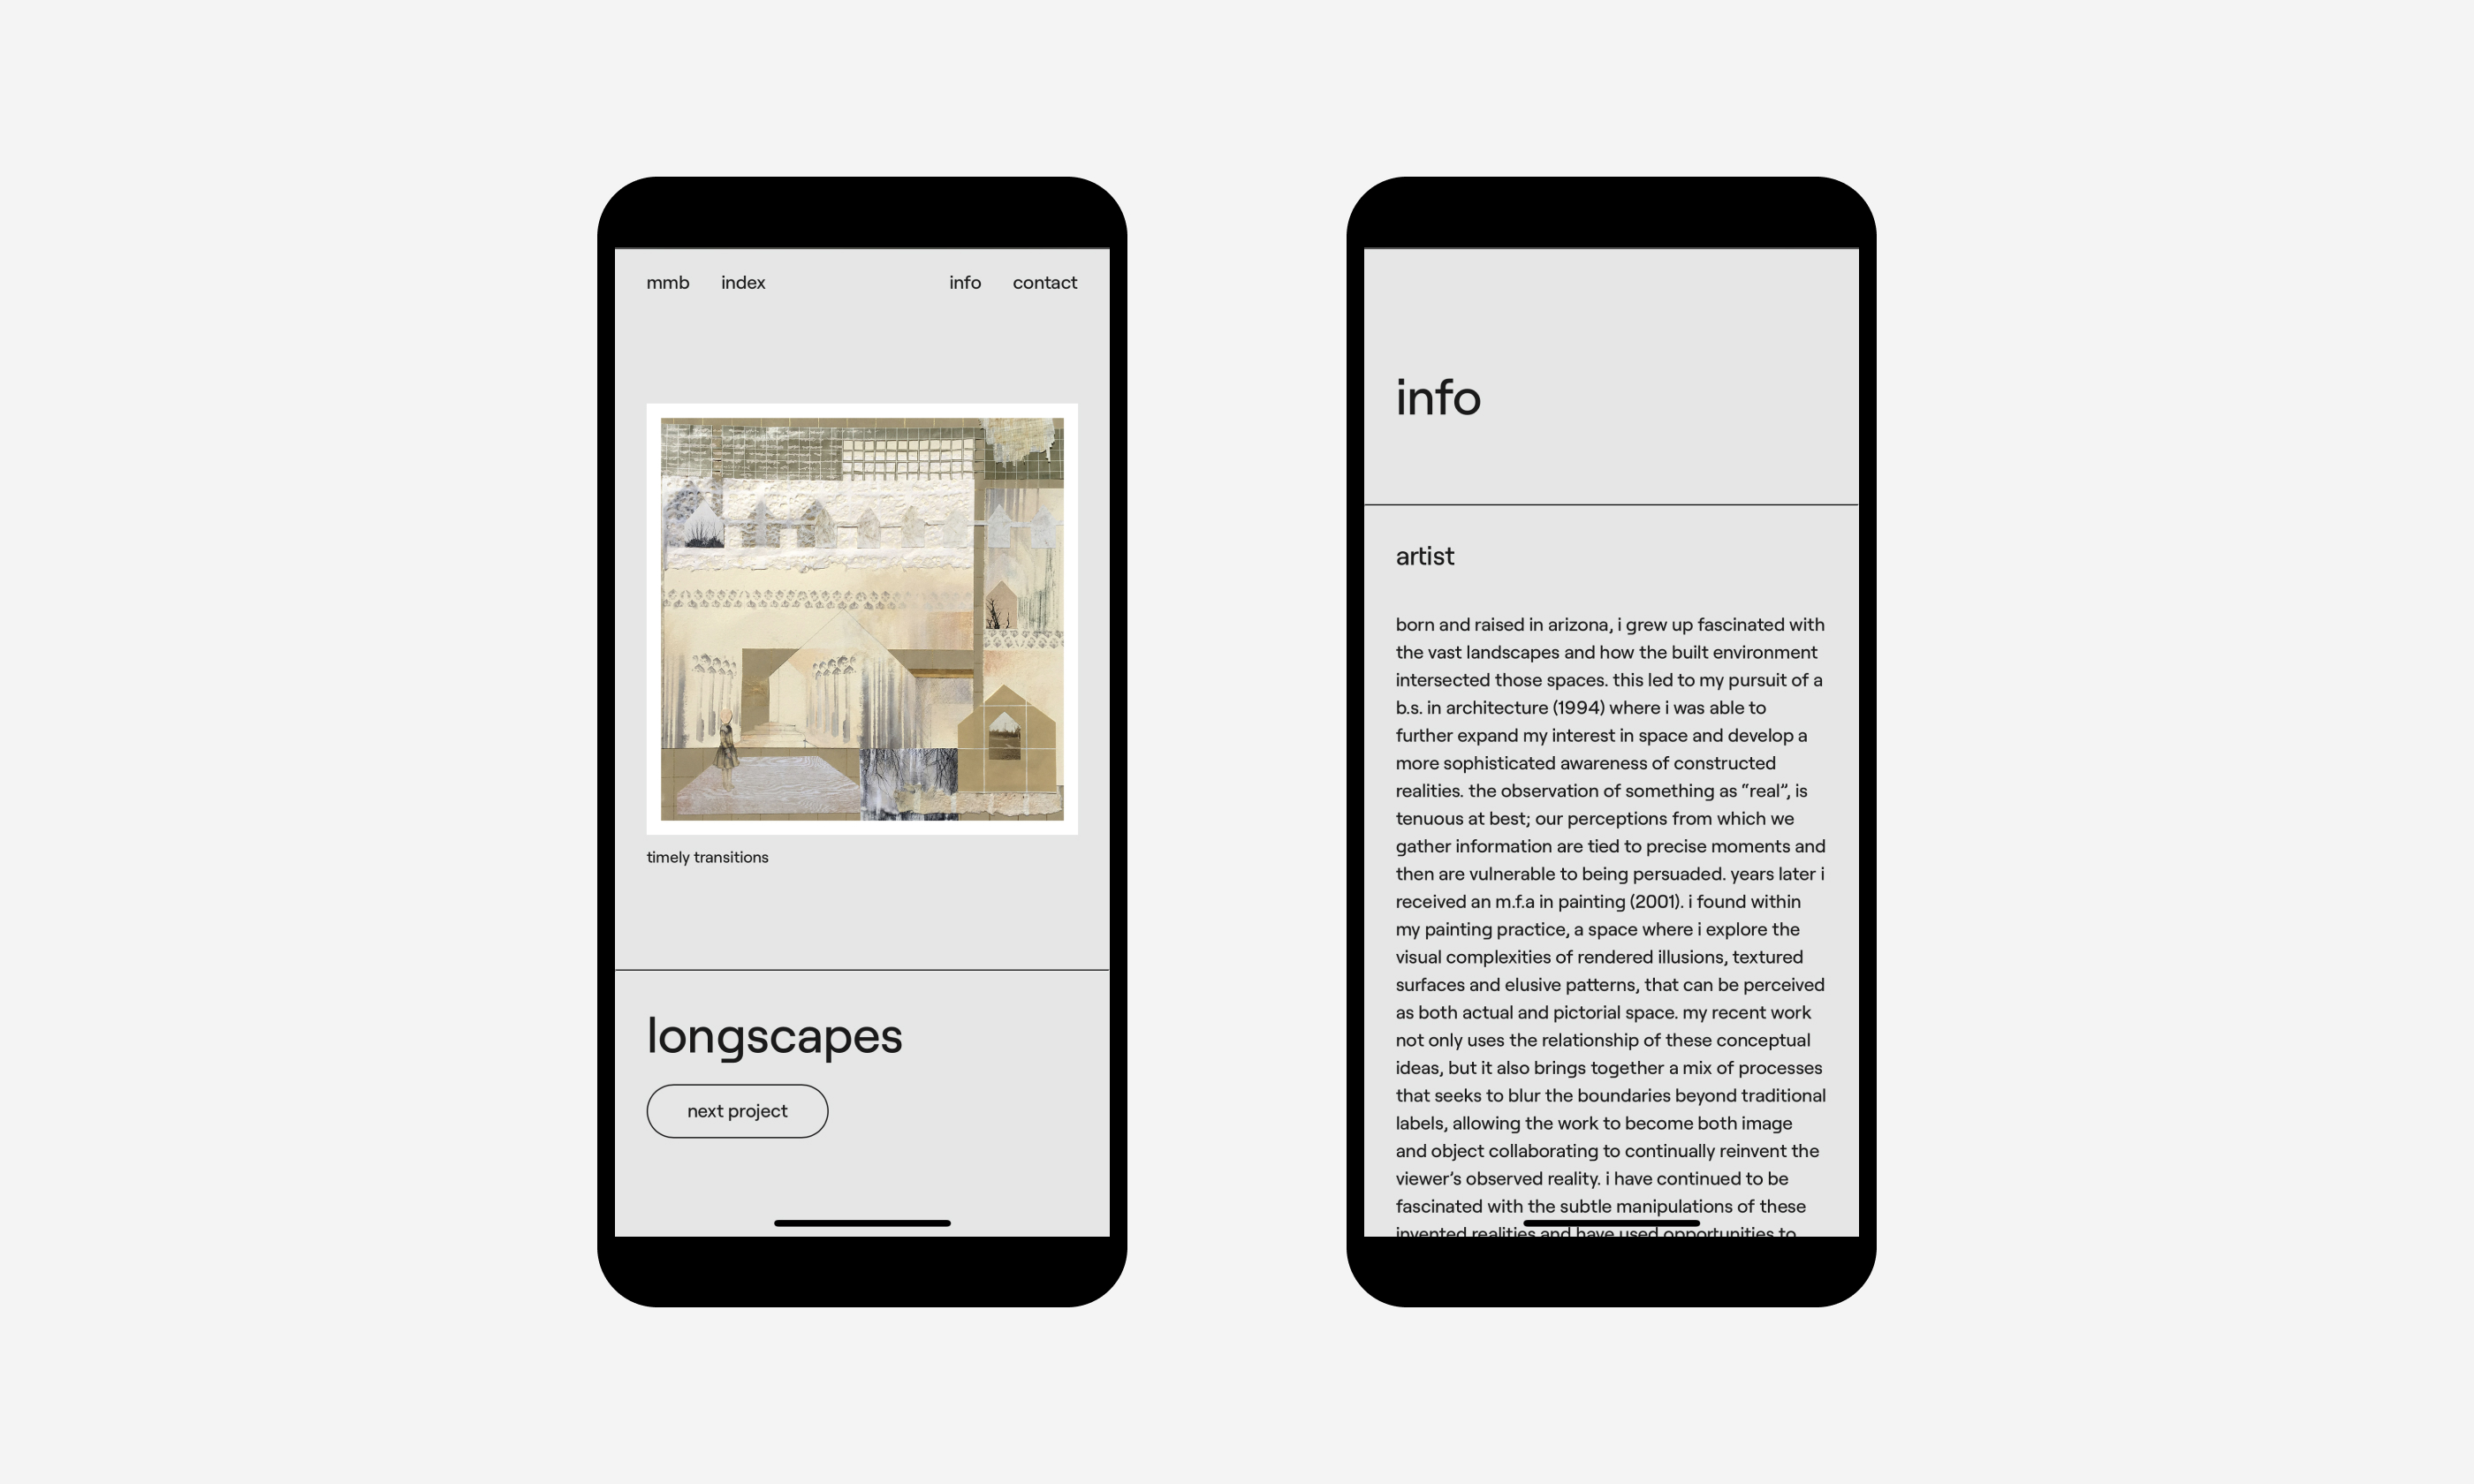 mmb index info contact
timely transitions
longscapes
next project
info
artist
born and raised in arizona, i grew up fascinated with
the vast landscapes and how the built environment
intersected those spaces. this led to my pursuit of a
b.s. in architecture (1994) where i was able to
further expand my interest in space and develop a
more sophisticated awareness of constructed
realities. the observation of something as “real”, is
tenuous at best; our perceptions from which we
gather information are tied to precise moments and
then are vulnerable to being persuaded. years later i
received an m.f.a in painting (2001). i found within
my painting practice, a space where i explore the
visual complexities of rendered illusions, textured
surfaces and elusive patterns, that can be perceived
as both actual and pictorial space. my recent work
not only uses the relationship of these conceptual
ideas, but it also brings together a mix of processes
that seeks to blur the boundaries beyond traditional
labels, allowing the work to become both image
and object collaborating to continually reinvent the
viewer’s observed reality. i have continued to be
fascinated with the subtle manipulations of these
invented realities and have used opportunities to